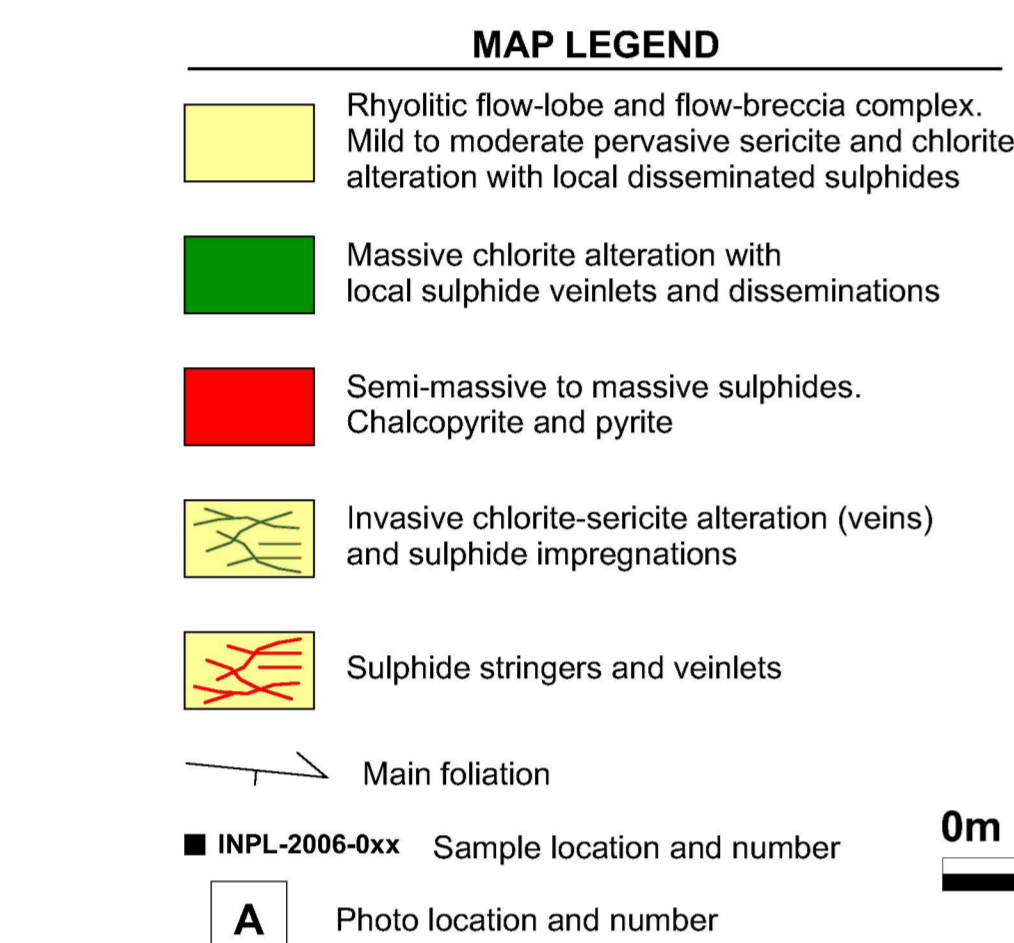 MAP LEGEND
Rhyolitic flow-lobe and flow-breccia complex.
Mild to moderate pervasive sericite and chlorite
alteration with local disseminated sulphides
Massive chlorite alteration with
local sulphide veinlets and disseminations
Semi-massive to massive sulphides.
Chalcopyrite and pyrite
Invasive chlorite-sericite alteration (veins)
and sulphide impregnations
Sulphide stringers and veinlets
Main foliation
INPL-2006-0xx Sample location and number
0m
A Photo location and number